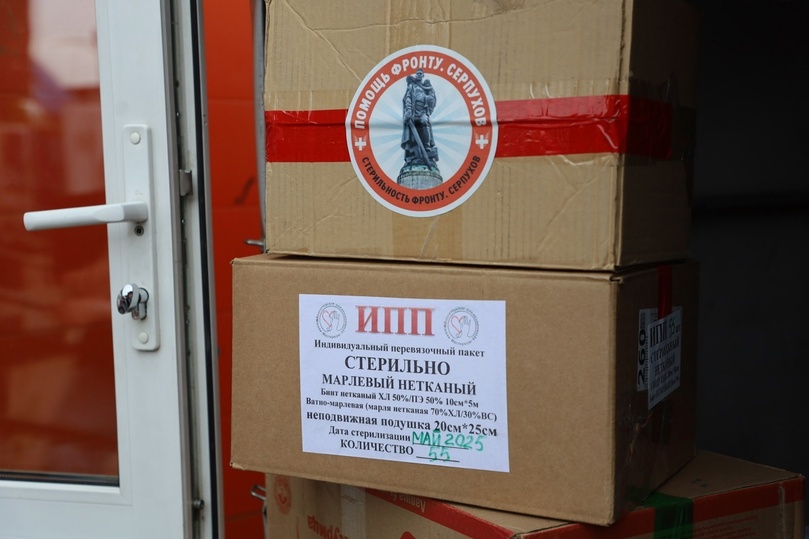 ПОМОЩЬ ФРОНТУ. СЕРПУХОВ
СТЕРИЛЬНОСТЬ ФРОНТУ. СЕРПУХОВ
ИПП
Индивидуальный перевязочный пакет
СТЕРИЛЬНО
МАРЛЕВЫЙ НЕТКАНЫЙ
Бинт нетканый ХЛ 50%/ПЭ 50% 10см*5м
Ватно-марлевая (марля нетканая 70%ХЛ/30%ВС)
неподвижная подушка 20см*25см
Дата стерилизации МАЙ 2025
КОЛИЧЕСТВО 55
260
ИПП